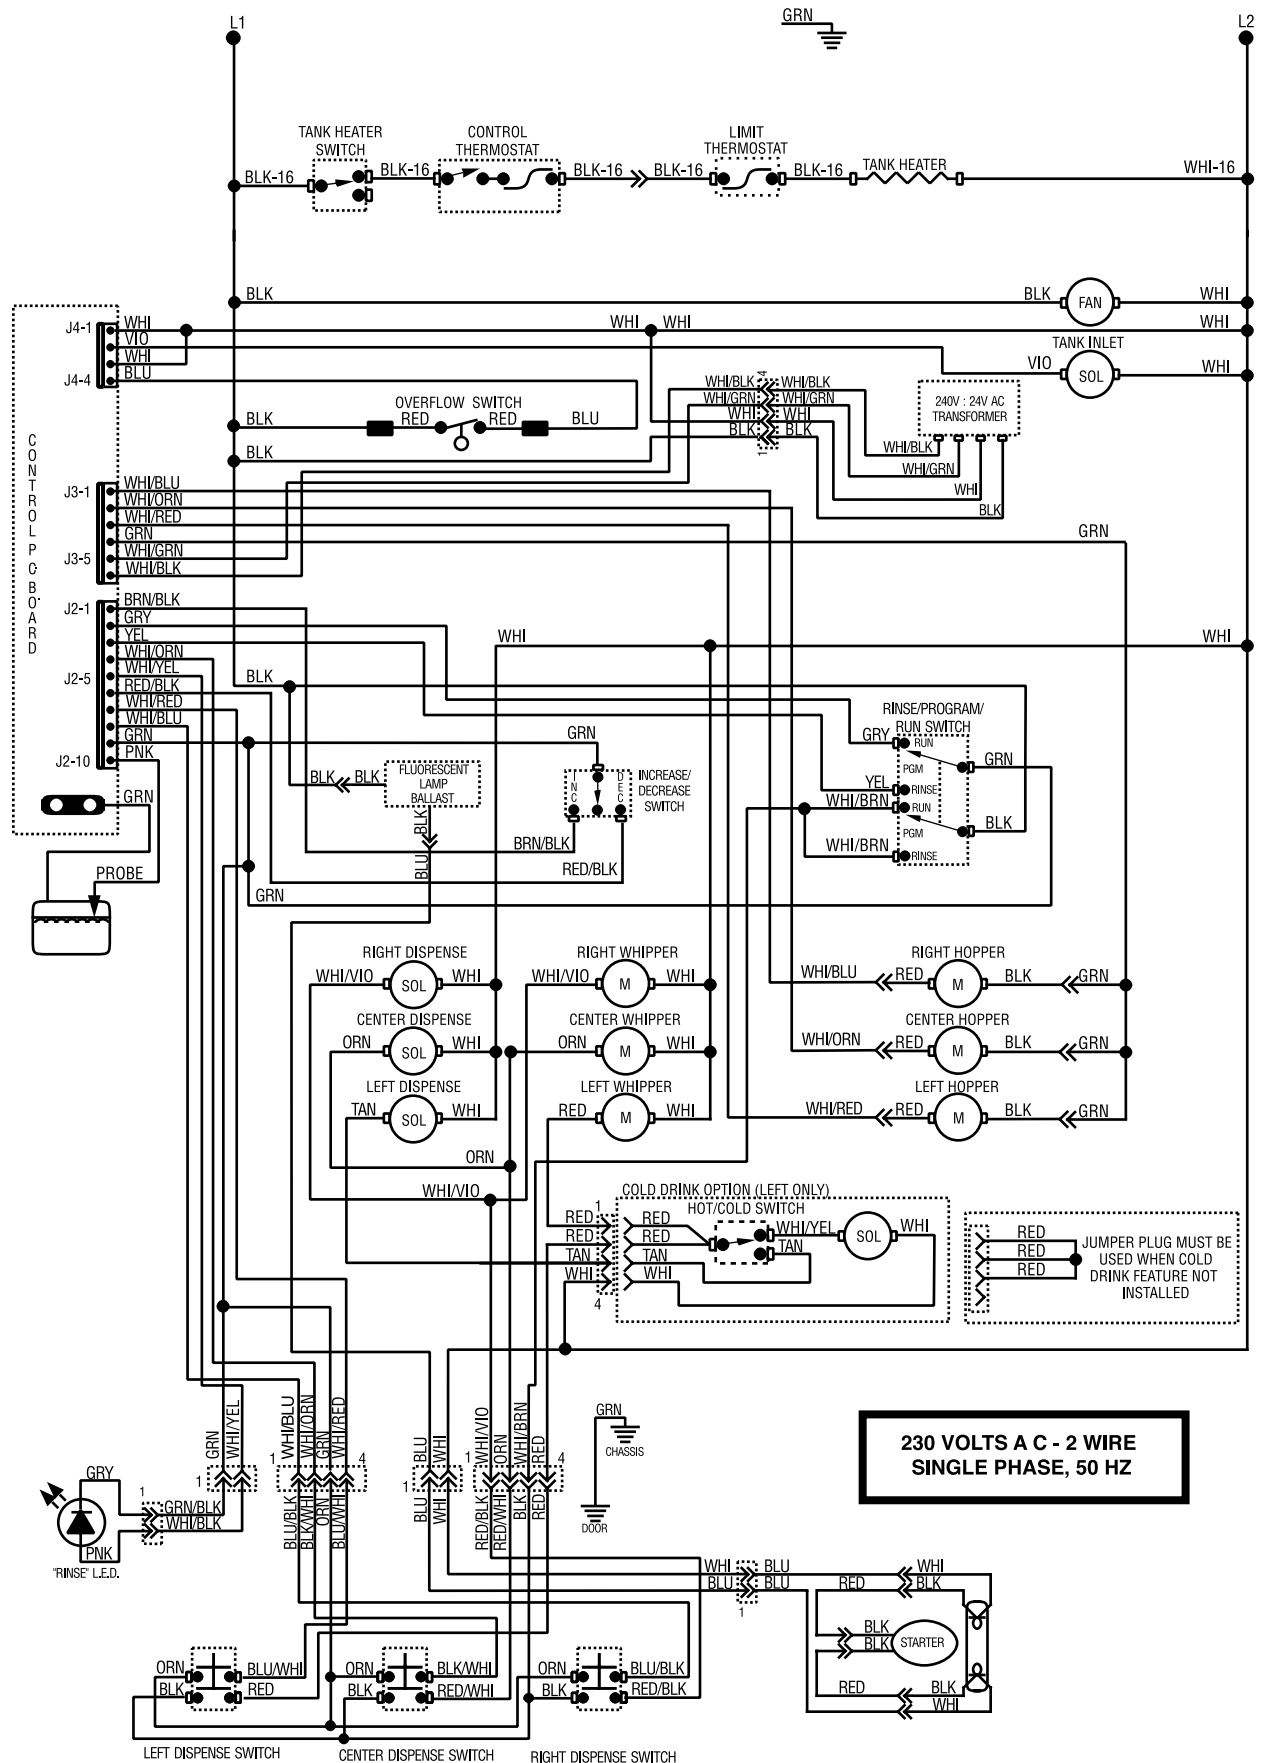 L1
GRN
L2
TANK HEATER
SWITCH
CONTROL
THERMOSTAT
LIMIT
THERMOSTAT
BLK-16
BLK-16
BLK-16
BLK-16
BLK-16
TANK HEATER
WHI-16
BLK
BLK
FAN
WHI
J4-1
WHI
WHI
WHI
WHI
VIO
WHI
J4-4
BLU
TANK INLET
VIO
SOL
WHI
OVERFLOW SWITCH
BLK
RED
RED
BLU
BLK
4
WHI/BLK
WHI/BLK
WHI/GRN
WHI/GRN
WHI
WHI
BLK
BLK
1
240V : 24V AC
TRANSFORMER
WHI/BLK
WHI/GRN
WHI
BLK
CONTROL P.C. BOARD
J3-1
WHI/BLU
WHI/ORN
WHI/RED
GRN
GRN
J3-5
WHI/GRN
WHI/BLK
J2-1
BRN/BLK
GRY
YEL
WHI/ORN
J2-5
WHI/YEL
RED/BLK
WHI/RED
WHI/BLU
GRN
J2-10
PNK
WHI
WHI
BLK
GRN
PROBE
GRN
BLK
BLK
FLUORESCENT
LAMP
BALLAST
BLK
BLU
GRN
INC
DEC
INCREASE/
DECREASE
SWITCH
BRN/BLK
RED/BLK
RINSE/PROGRAM/
RUN SWITCH
GRY
RUN
PGM
GRN
YEL
RINSE
WHI/BRN
RUN
PGM
BLK
WHI/BRN
RINSE
RIGHT DISPENSE
WHI/VIO
SOL
WHI
RIGHT WHIPPER
WHI/VIO
M
WHI
RIGHT HOPPER
WHI/BLU
RED
M
BLK
GRN
CENTER DISPENSE
ORN
SOL
WHI
CENTER WHIPPER
ORN
M
WHI
CENTER HOPPER
WHI/ORN
RED
M
BLK
GRN
LEFT DISPENSE
TAN
SOL
WHI
LEFT WHIPPER
RED
M
WHI
LEFT HOPPER
WHI/RED
RED
M
BLK
GRN
ORN
WHI/VIO
COLD DRINK OPTION (LEFT ONLY)
HOT/COLD SWITCH
1
RED
RED
RED
RED
TAN
TAN
WHI
WHI
4
WHI/YEL
TAN
SOL
WHI
RED
RED
RED
JUMPER PLUG MUST BE
USED WHEN COLD
DRINK FEATURE NOT
INSTALLED
GRN
WHI/YEL
1
WHI/BLU
WHI/ORN
GRN
WHI/RED
1
4
BLU
WHI
1
WHI/VIO
ORN
WHI/BRN
RED
1
4
GRN
CHASSIS
DOOR
230 VOLTS A C - 2 WIRE
SINGLE PHASE, 50 HZ
GRY
1
GRN/BLK
WHI/BLK
PNK
"RINSE" L.E.D.
BLU/BLK
BLK/WHI
ORN
BLU/WHI
BLU
WHI
RED/BLK
RED/WHI
BLK
RED
WHI
BLU
BLU
BLU
1
WHI
RED
BLK
BLK
BLK
STARTER
RED
BLK
WHI
ORN
BLU/WHI
BLK
RED
ORN
BLK/WHI
BLK
RED/WHI
ORN
BLU/BLK
BLK
RED/BLK
LEFT DISPENSE SWITCH
CENTER DISPENSE SWITCH
RIGHT DISPENSE SWITCH